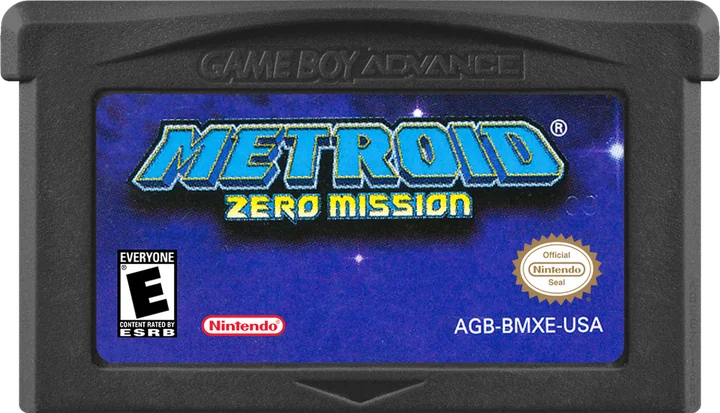 GAME BOY ADVANCE
METROID®
ZERO MISSION
EVERYONE
E®
CONTENT RATED BY
ESRB
Nintendo®
Official
Nintendo
Seal
AGB-BMXE-USA